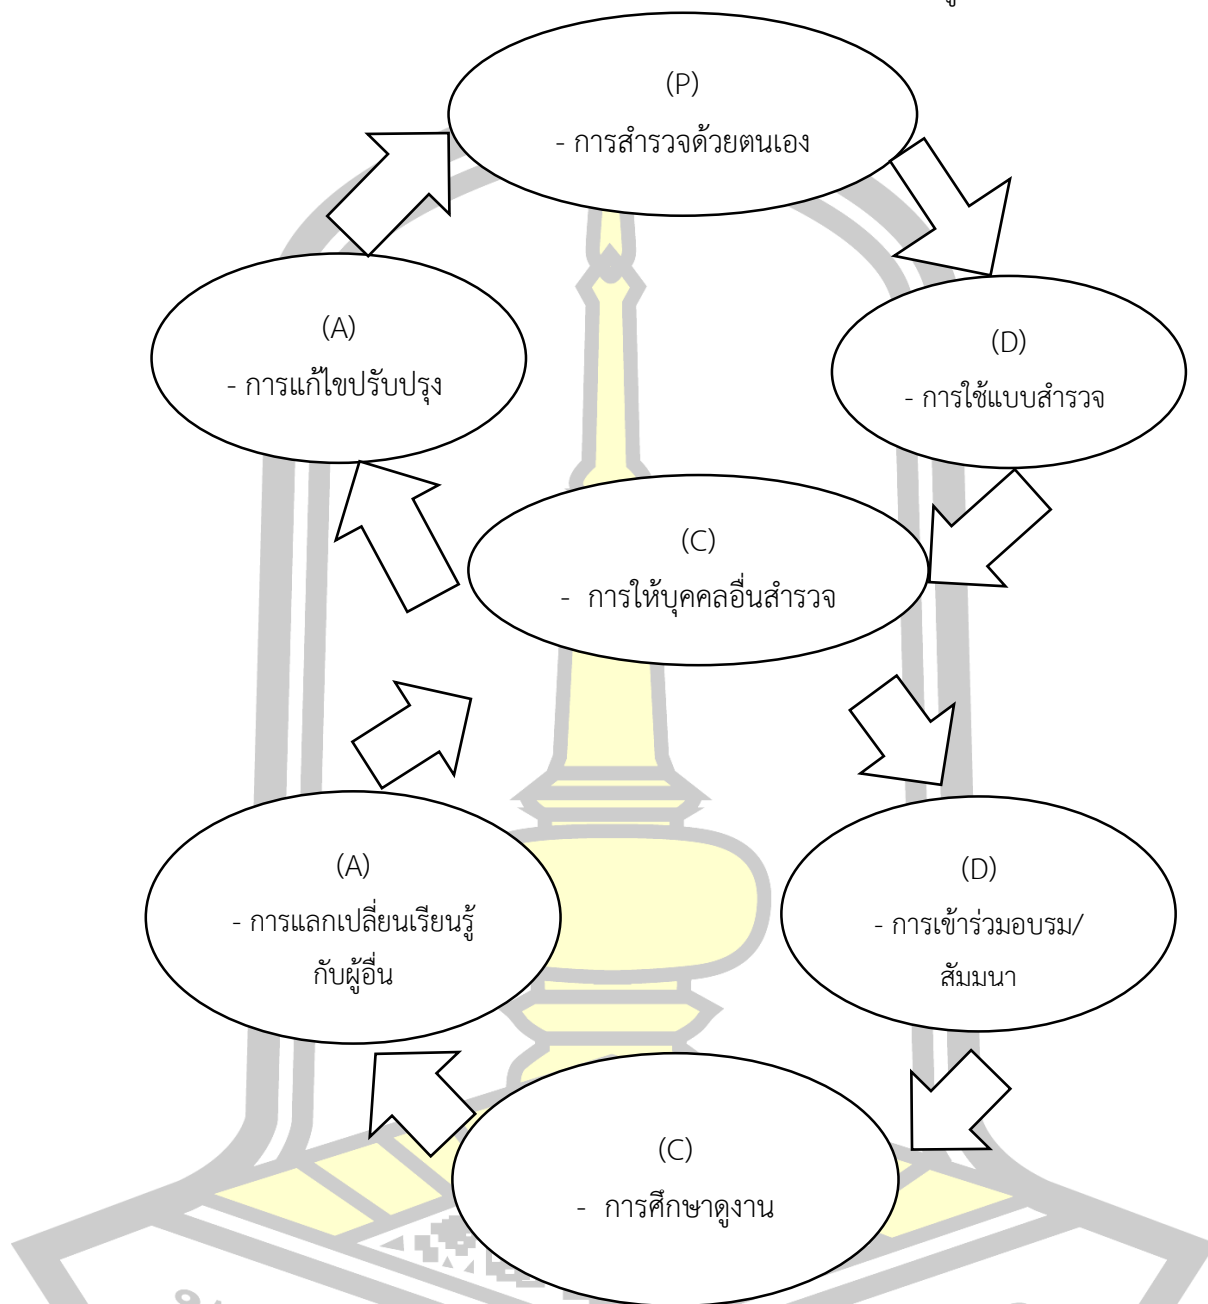 (P)
- การสำรวจด้วยตนเอง
(A)
- การแก้ไขปรับปรุง
(D)
- การใช้แบบสำรวจ
(C)
- การให้บุคคลอื่นสำรวจ
(A)
- การแลกเปลี่ยนเรียนรู้
กับผู้อื่น
(D)
- การเข้าร่วมอบรม/
สัมมนา
(C)
- การศึกษาดูงาน